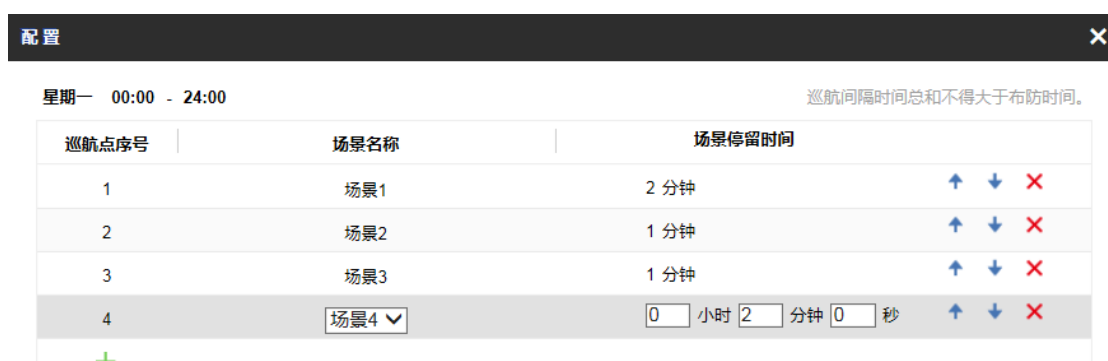 配置
星期一 00:00 - 24:00 巡航间隔时间总和不得大于布防时间。
巡航点序号 场景名称 场景停留时间
1 场景1 2 分钟
2 场景2 1 分钟
3 场景3 1 分钟
4 场景4 0 小时 2 分钟 0 秒